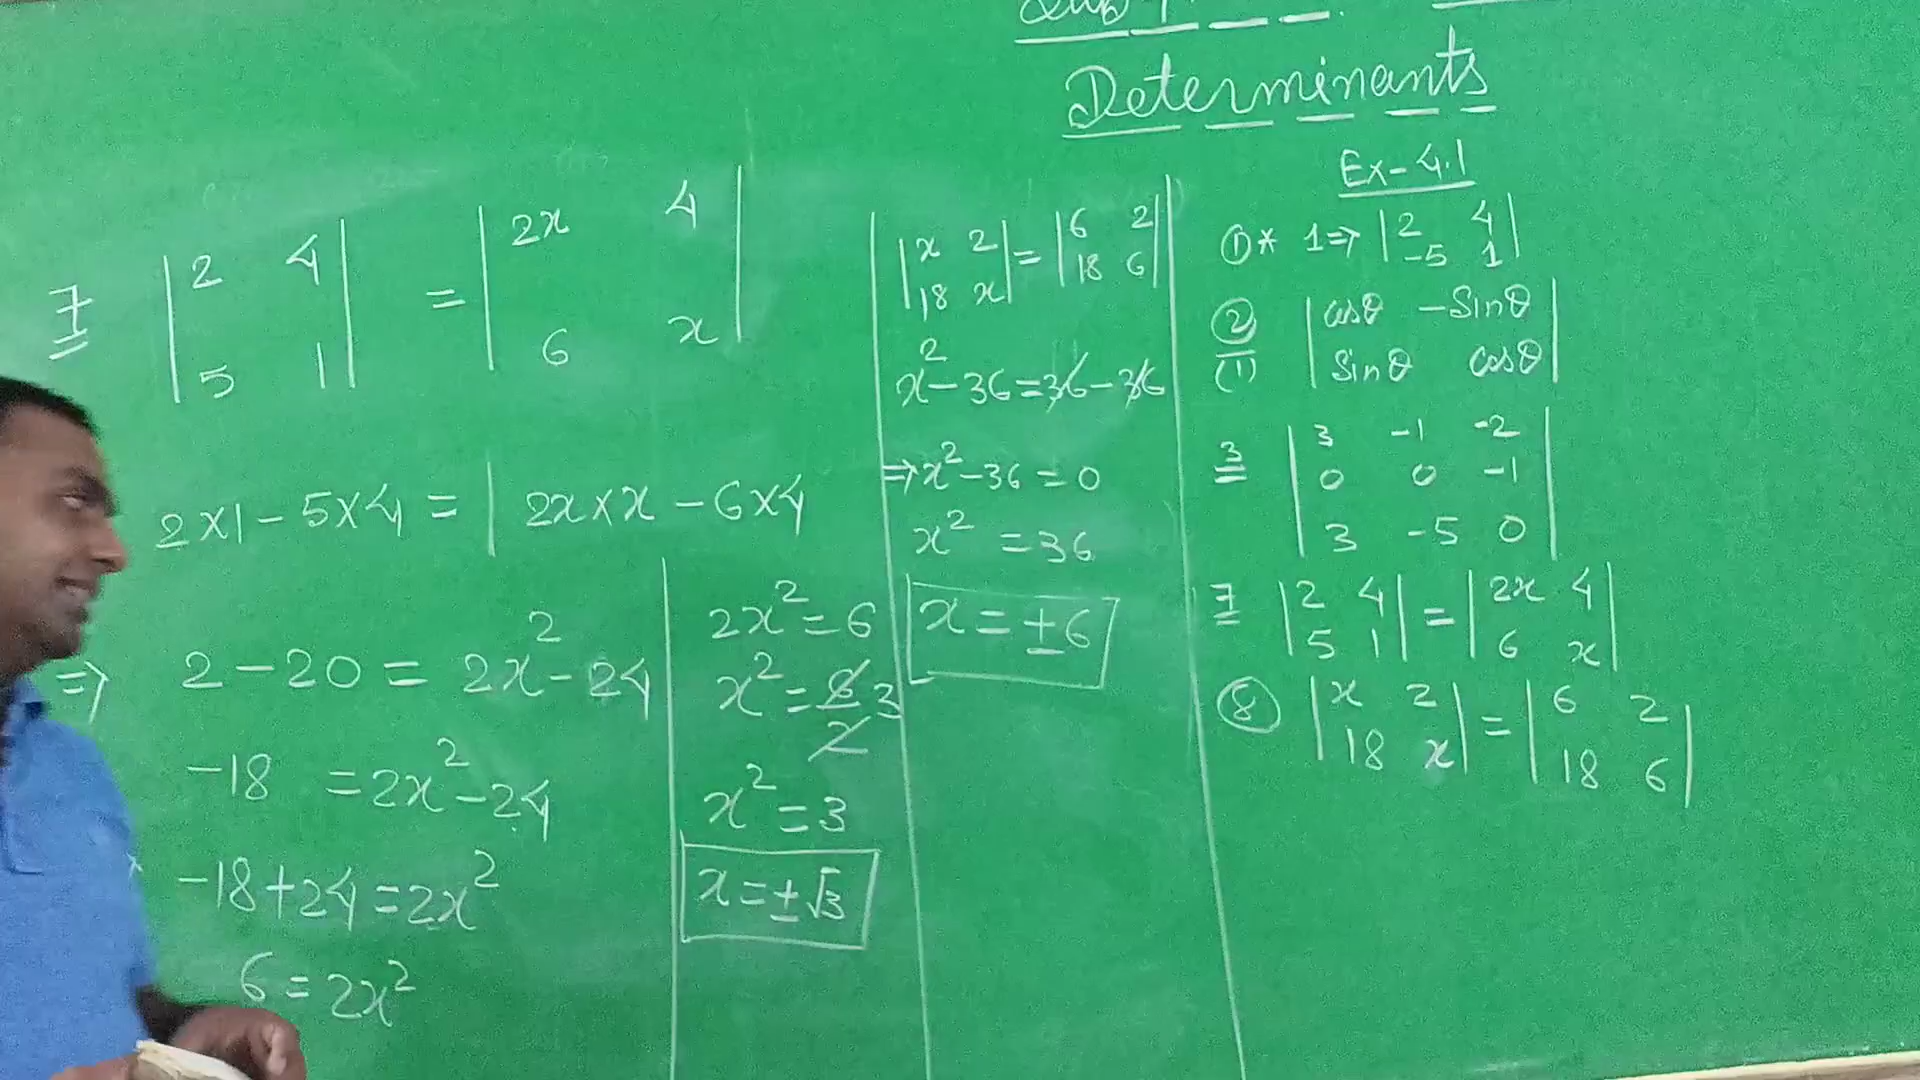 Determinants
Ex-4.1
7 |2 4| = |2x 4|
|5 1| |6 x|
2×1-5×4 = | 2x×x-6×4
⇒ 2-20 = 2x²-24
-18 = 2x²-24
-18+24=2x²
6=2x²
2x²=6
x²=6/2 3
x²=3
x=±√3
|x 2| = |6 2|
|18 x| |18 6|
x²-36=36-36
⇒x²-36=0
x²=36
x=±6
① * 1⇒ |2 4|
|-5 1|
② |cosθ -Sinθ|
(1) |Sinθ cosθ|
3 |3 -1 -2|
|0 0 -1|
|3 -5 0|
7 |2 4| = |2x 4|
|5 1| |6 x|
⑧ |x 2| = |6 2|
|18 x| |18 6|